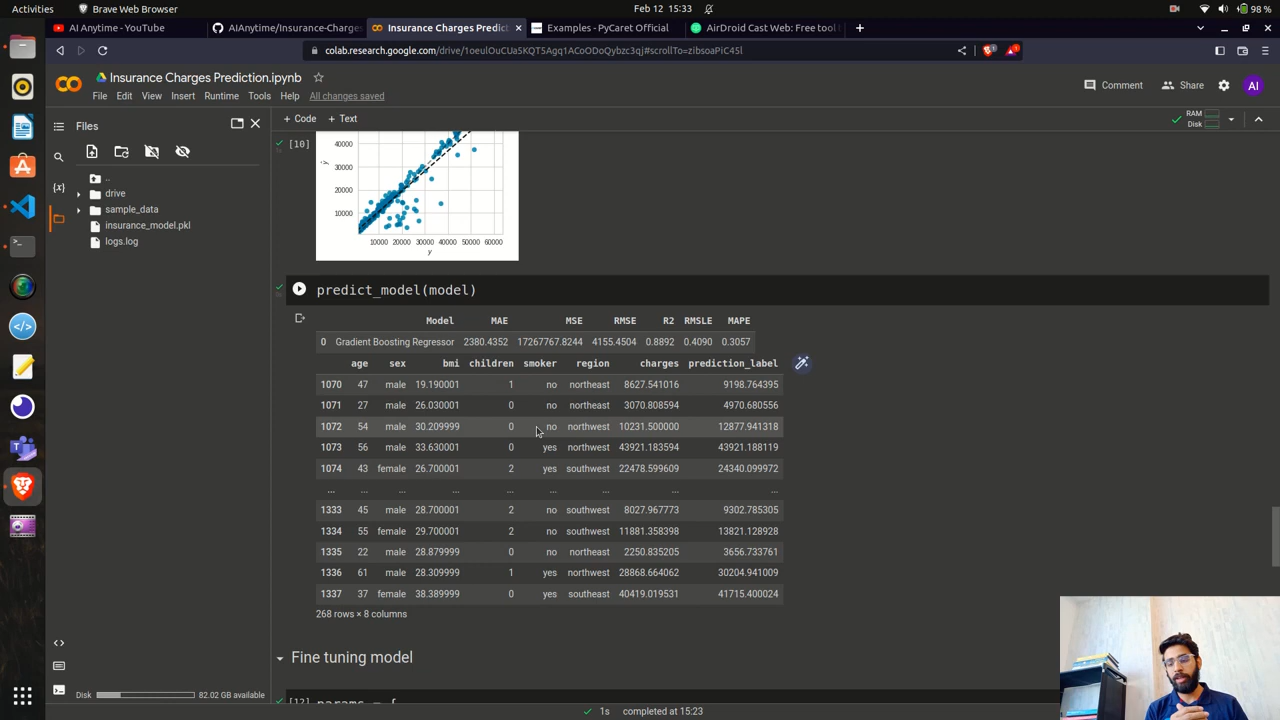 Activities
Brave Web Browser
Feb 12 15:33
98 %
AI Anytime - YouTube
AIAnytime/Insurance-Charges
Insurance Charges Predict
Examples - PyCaret Official
AirDroid Cast Web: Free tool
colab.research.google.com/drive/1oeulOuCUa5KQT5Agq1ACoODoQybzc3qj#scrollTo=zibsoaPiC45l
Insurance Charges Prediction.ipynb
File Edit View Insert Runtime Tools Help All changes saved
Comment Share AI
Files
+ Code + Text
RAM
Disk
..
drive
sample_data
insurance_model.pkl
logs.log
[10]
40000
30000
20000
10000
ŷ
10000 20000 30000 40000 50000 60000
y
predict_model(model)
Model MAE MSE RMSE R2 RMSLE MAPE
0 Gradient Boosting Regressor 2380.4352 17267767.8244 4155.4504 0.8892 0.4090 0.3057
age sex bmi children smoker region charges prediction_label
1070 47 male 19.190001 1 no northeast 8627.541016 9198.764395
1071 27 male 26.030001 0 no northeast 3070.808594 4970.680556
1072 54 male 30.209999 0 no northwest 10231.500000 12877.941318
1073 56 male 33.630001 0 yes northwest 43921.183594 43921.188119
1074 43 female 26.700001 2 yes southwest 22478.599609 24340.099972
... ... ... ... ... ... ... ... ...
1333 45 male 28.700001 2 no southwest 8027.967773 9302.785305
1334 55 female 29.700001 2 no southwest 11881.358398 13821.128928
1335 22 male 28.879999 0 no northeast 2250.835205 3656.733761
1336 61 male 28.309999 1 yes northwest 28868.664062 30204.941009
1337 37 female 38.389999 0 yes southeast 40419.019531 41715.400024
268 rows × 8 columns
Fine tuning model
[12] params = {
Disk 82.02 GB available
1s completed at 15:23